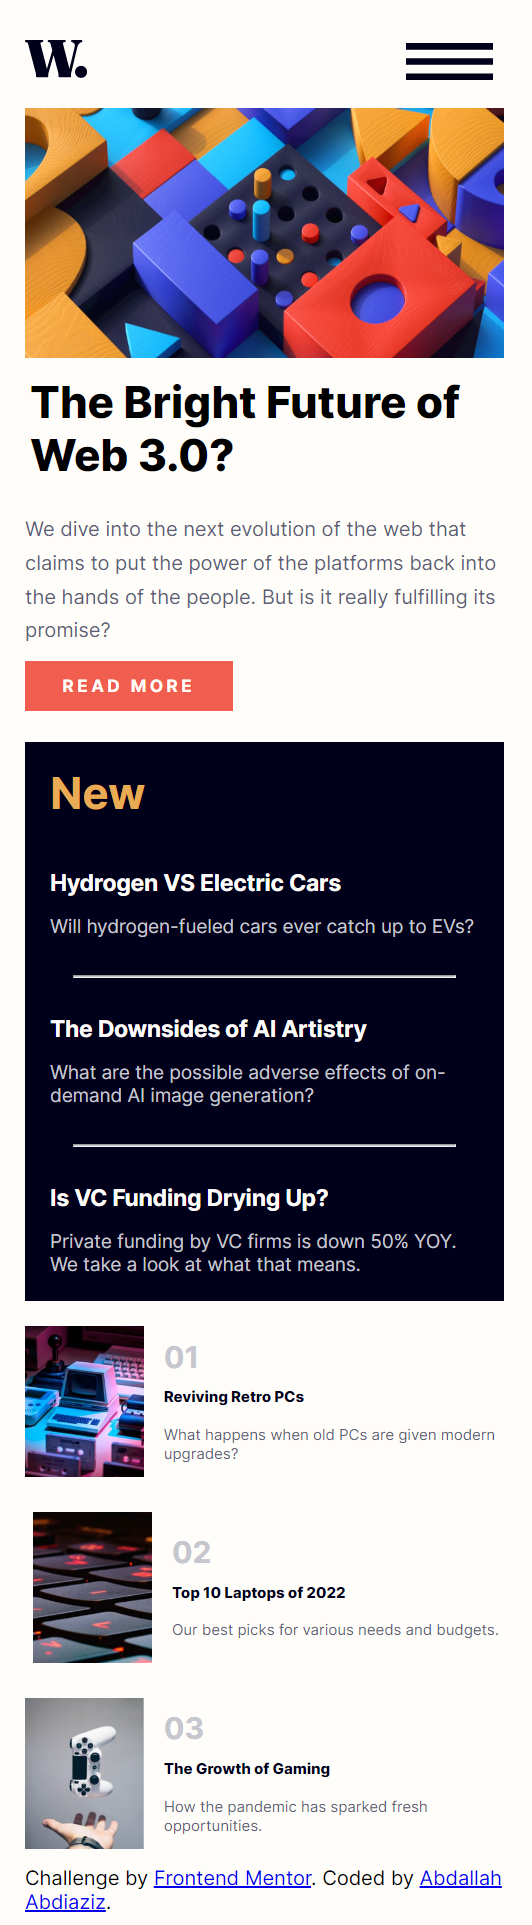 W.
The Bright Future of
Web 3.0?
We dive into the next evolution of the web that
claims to put the power of the platforms back into
the hands of the people. But is it really fulfilling its
promise?
READ MORE
New
Hydrogen VS Electric Cars
Will hydrogen-fueled cars ever catch up to EVs?
The Downsides of AI Artistry
What are the possible adverse effects of on-
demand AI image generation?
Is VC Funding Drying Up?
Private funding by VC firms is down 50% YOY.
We take a look at what that means.
01
Reviving Retro PCs
What happens when old PCs are given modern
upgrades?
02
Top 10 Laptops of 2022
Our best picks for various needs and budgets.
03
The Growth of Gaming
How the pandemic has sparked fresh
opportunities.
Challenge by Frontend Mentor. Coded by Abdallah
Abdiaziz.